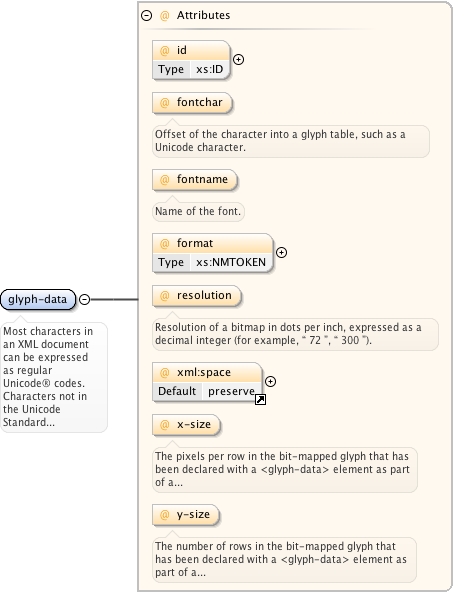 @ Attributes
@ id
Type xs:ID
@ fontchar
Offset of the character into a glyph table, such as a
Unicode character.
@ fontname
Name of the font.
@ format
Type xs:NMTOKEN
glyph-data
Most characters in
an XML document
can be expressed
as regular
Unicode® codes.
Characters not in
the Unicode
Standard...
@ resolution
Resolution of a bitmap in dots per inch, expressed as a
decimal integer (for example, “ 72 ”, “ 300 ”).
@ xml:space
Default preserve
@ x-size
The pixels per row in the bit-mapped glyph that has
been declared with a <glyph-data> element as part
of a...
@ y-size
The number of rows in the bit-mapped glyph that
has been declared with a <glyph-data> element as
part of a...